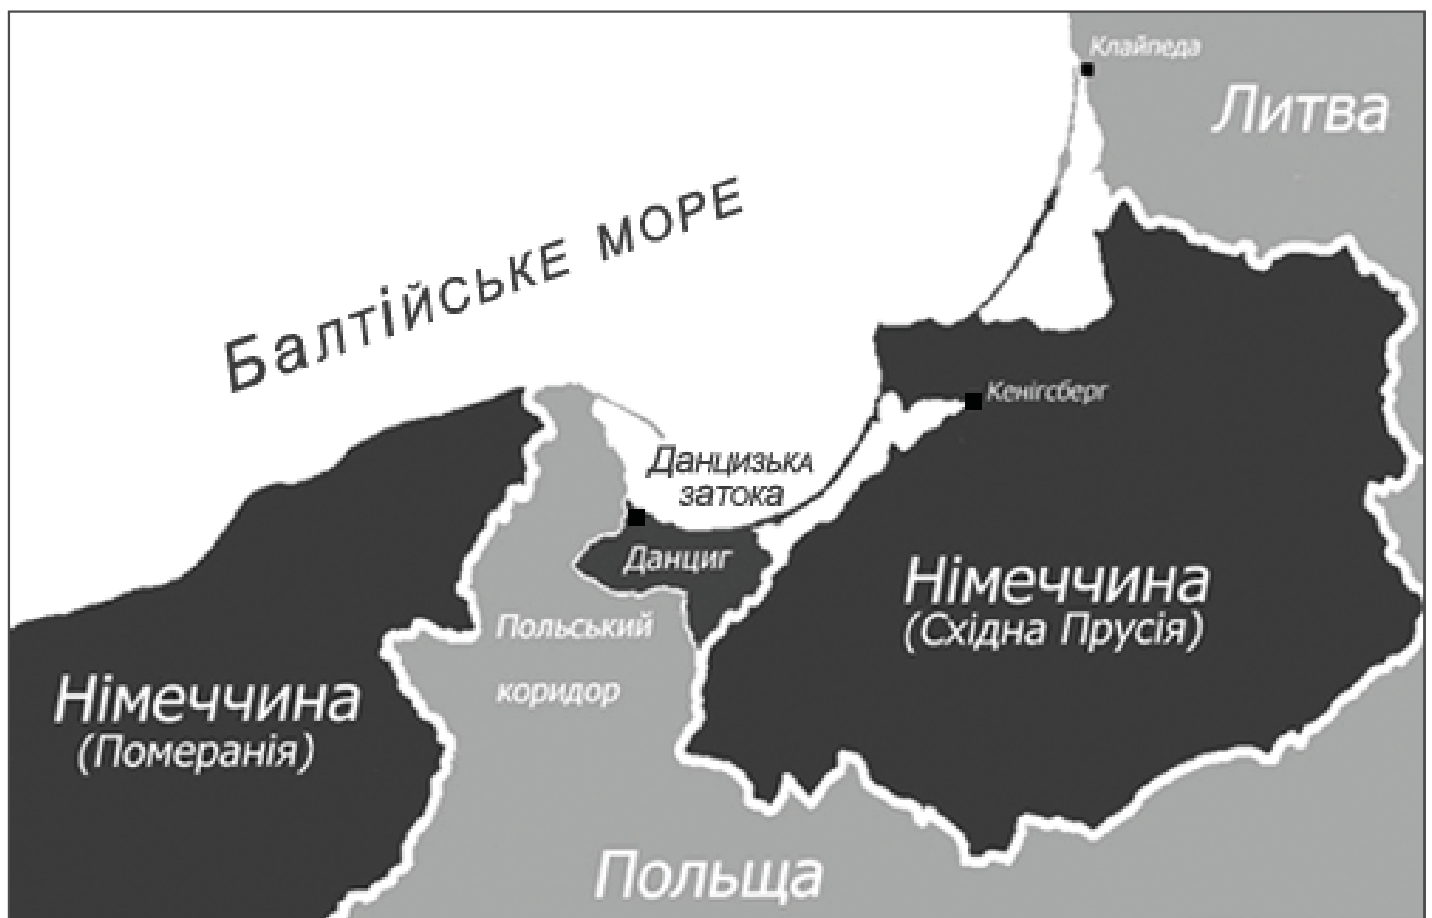 Клайпеда
Литва
Балтійське море
Кенігсберг
Данцизька
затока
Данциг
Німеччина
(Східна Прусія)
Польський
коридор
Німеччина
(Померанія)
Польща